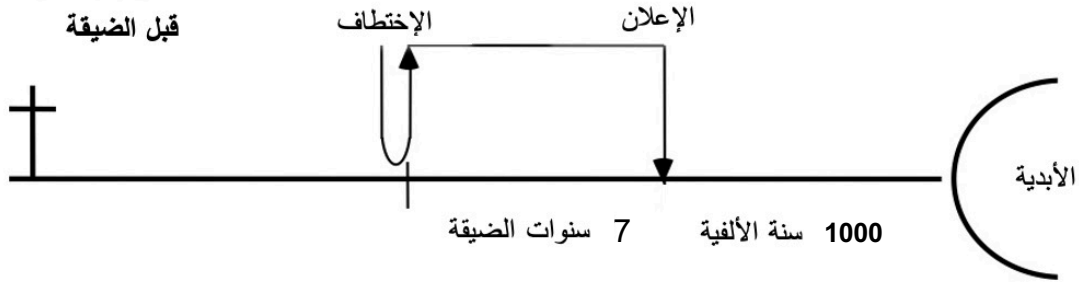 قبل الضيقة
الإختطاف
الإعلان
الأبدية
7 سنوات الضيقة
1000 سنة الألفية